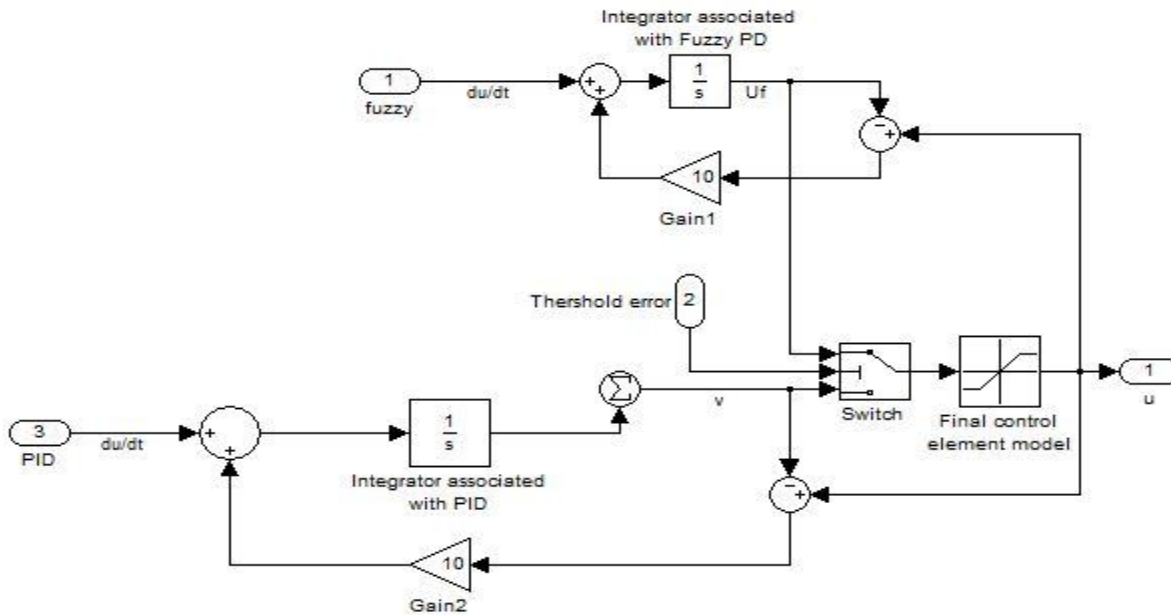 Integrator associated
with Fuzzy PD
1
fuzzy
du/dt
+
+
1
s
Uf
−
+
10
Gain1
Thershold error
2
Switch
Final control
element model
1
u
3
PID
du/dt
+
+
1
s
Integrator associated
with PID
Σ
v
−
+
10
Gain2